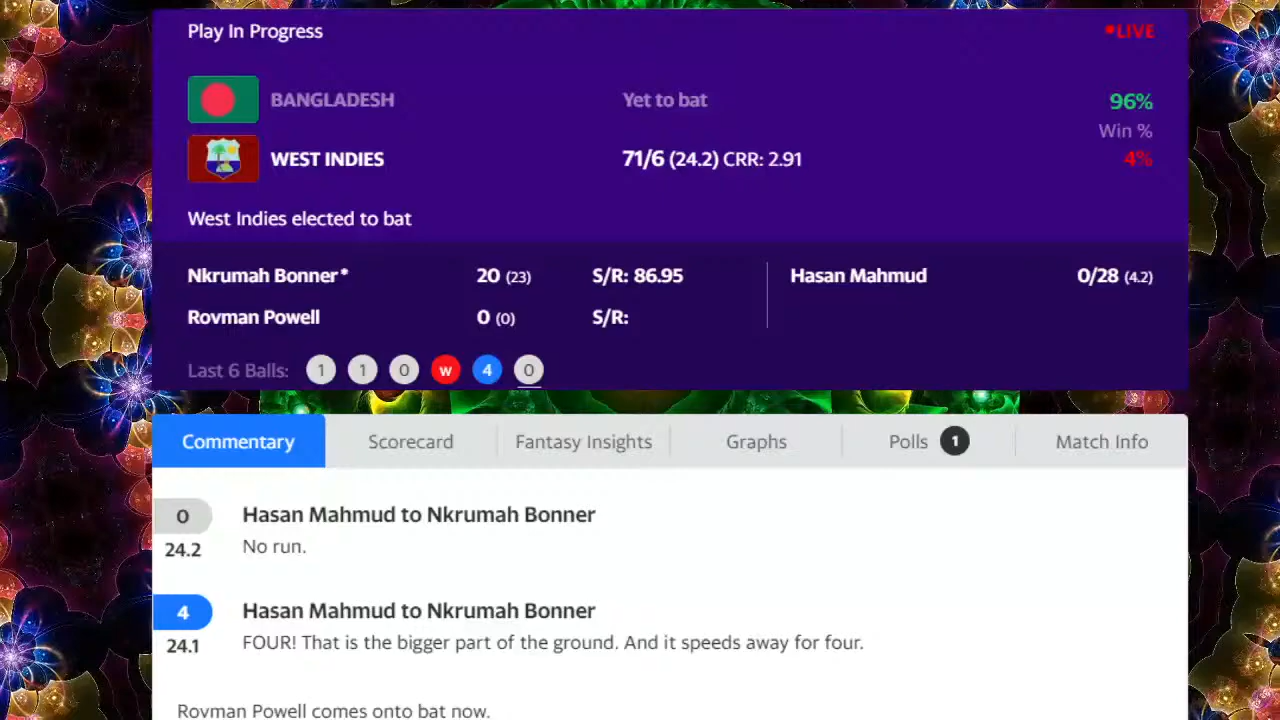 Play In Progress
•LIVE
BANGLADESH Yet to bat 96%
Win %
WEST INDIES 71/6 (24.2) CRR: 2.91 4%
West Indies elected to bat
Nkrumah Bonner* 20 (23) S/R: 86.95 Hasan Mahmud 0/28 (4.2)
Rovman Powell 0 (0) S/R:
Last 6 Balls: 1 1 0 w 4 0
Commentary Scorecard Fantasy Insights Graphs Polls 1 Match Info
0 Hasan Mahmud to Nkrumah Bonner
24.2 No run.
4 Hasan Mahmud to Nkrumah Bonner
24.1 FOUR! That is the bigger part of the ground. And it speeds away for four.
Rovman Powell comes onto bat now.